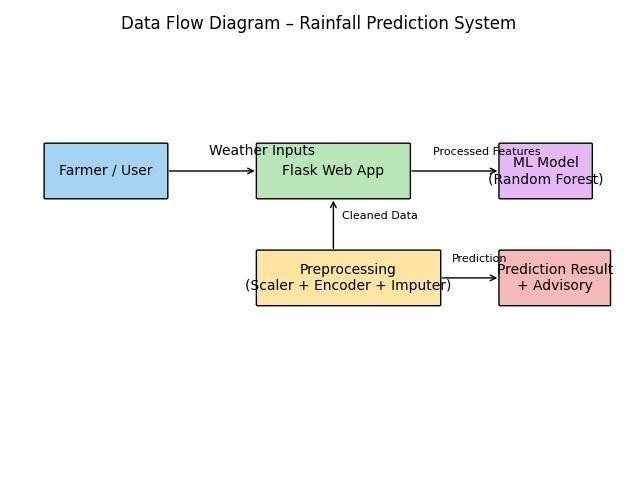 Data Flow Diagram – Rainfall Prediction System
Farmer / User
Weather Inputs
Flask Web App
Processed Features
ML Model
(Random Forest)
Cleaned Data
Preprocessing
(Scaler + Encoder + Imputer)
Prediction
Prediction Result
+ Advisory